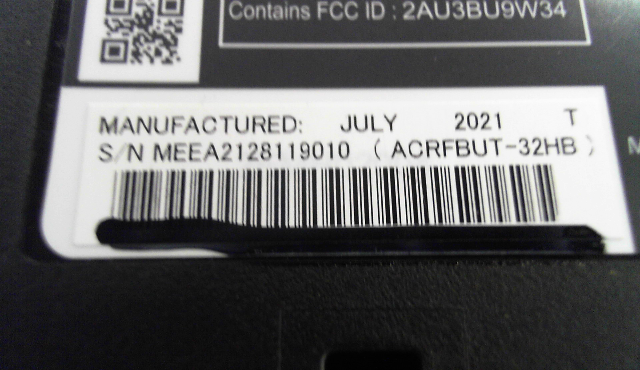 Contains FCC ID : 2AU3BU9W34
MANUFACTURED: JULY 2021 T
S/N MEEA2128119010 ( ACRFBUT-32HB )
M